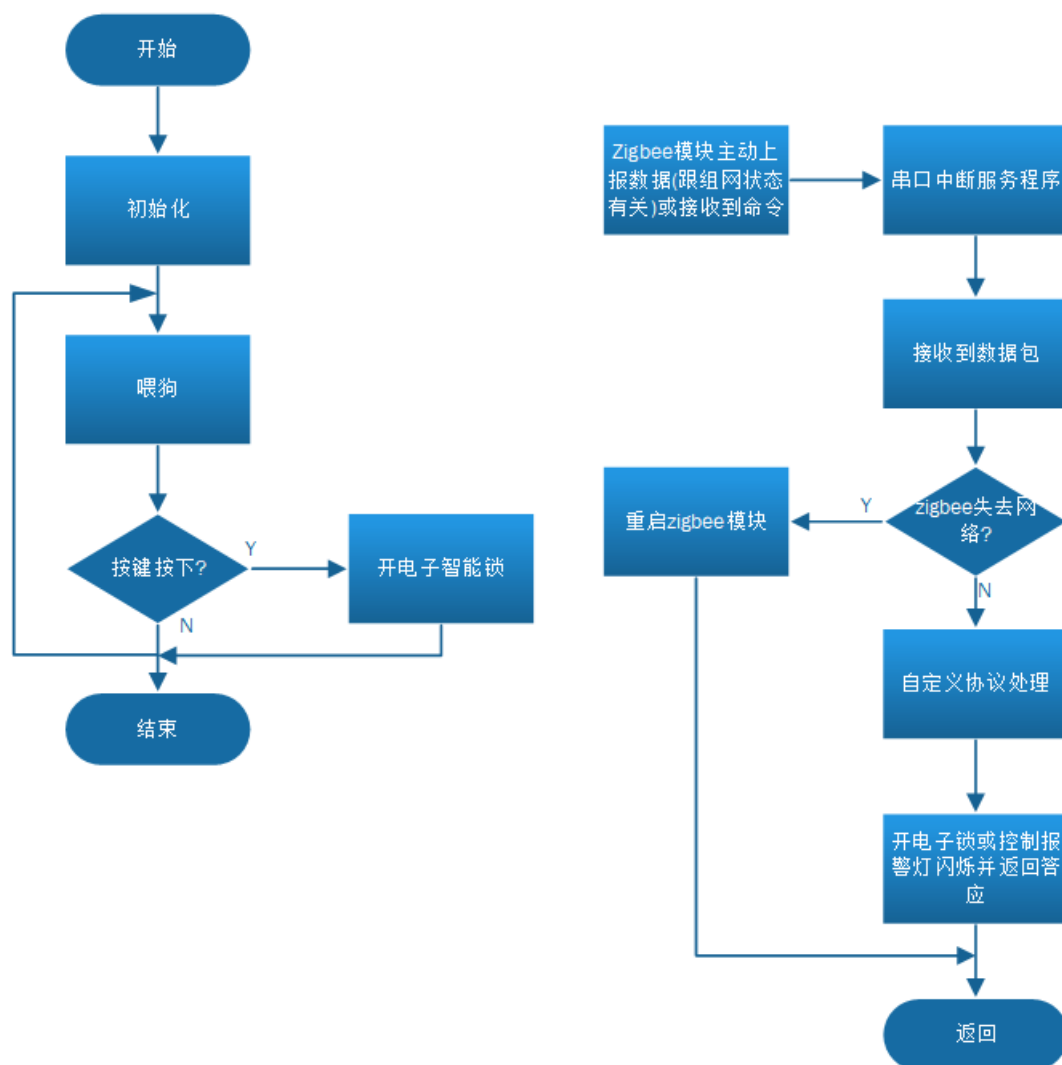 开始
初始化
喂狗
按键按下?
Y
开电子智能锁
N
结束
Zigbee模块主动上
报数据(跟组网状态
有关)或接收到命令
串口中断服务程序
接收到数据包
zigbee失去网
络?
Y
重启zigbee模块
N
自定义协议处理
开电子锁或控制报
警灯闪烁并返回答
应
返回